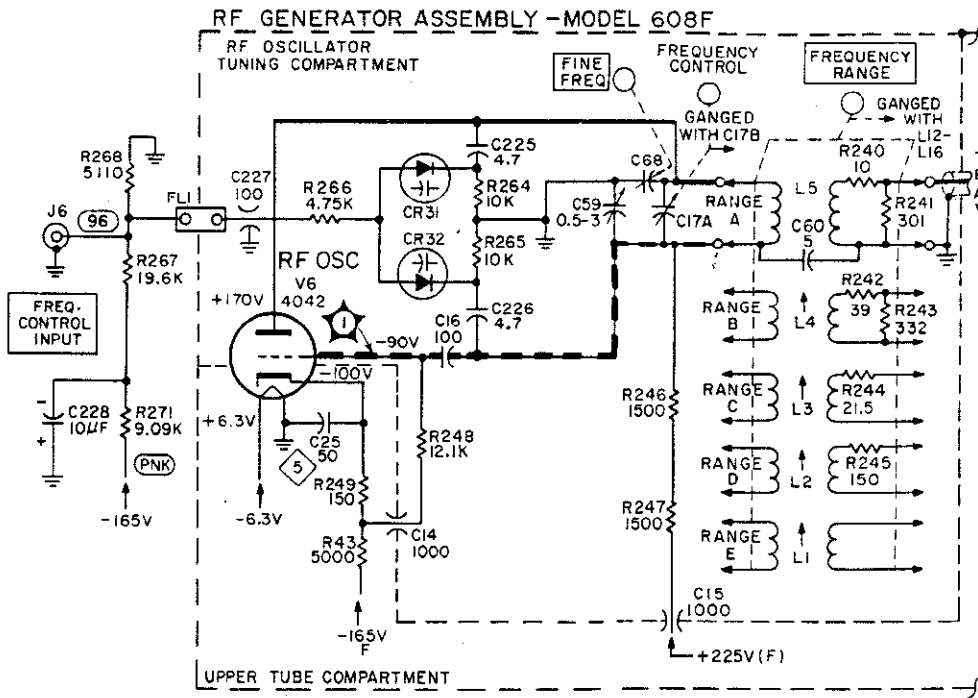 RF GENERATOR ASSEMBLY - MODEL 608F
RF OSCILLATOR
TUNING COMPARTMENT
FINE
FREQ
FREQUENCY
CONTROL
FREQUENCY
RANGE
GANGED
WITH C17B
GANGED
WITH
L12-
L16
R268
5110
J6
96
FL1
C227
100
R266
4.75K
CR31
CR32
C225
4.7
R264
10K
R265
10K
C226
4.7
C59
0.5-3
C68
C17A
RANGE
A
L5
R240
10
R241
301
C60
5
R267
19.6K
FREQ.
CONTROL
INPUT
RF OSC
V6
4042
+170V
1
-90V
-100V
C16
100
RANGE
B
L4
R242
39
R243
332
C228
10µF
-
+
R271
9.09K
PNK
-165V
+6.3V
-6.3V
C25
50
5
R248
12.1K
R249
150
R43
5000
C14
1000
-165V
F
R246
1500
R247
1500
C15
1000
+225V(F)
RANGE
C
L3
R244
21.5
RANGE
D
L2
R245
150
RANGE
E
L1
UPPER TUBE COMPARTMENT